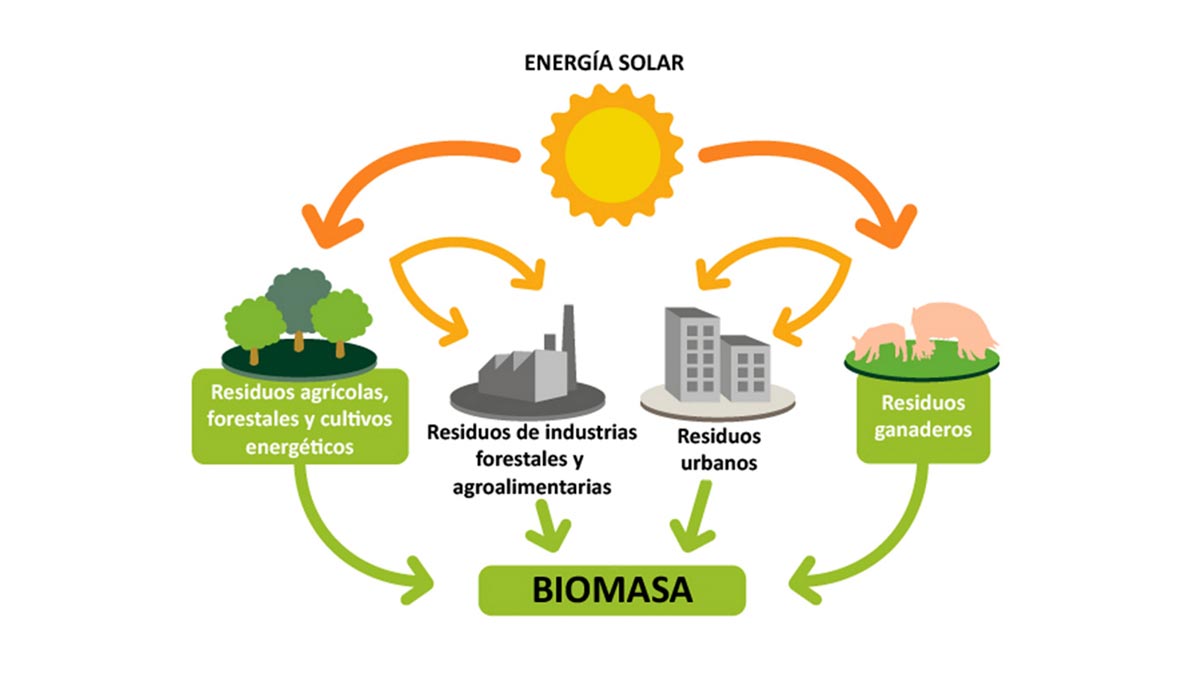 ENERGÍA SOLAR
Residuos agrícolas,
forestales y cultivos
energéticos
Residuos de industrias
forestales y
agroalimentarias
Residuos
urbanos
Residuos
ganaderos
BIOMASA